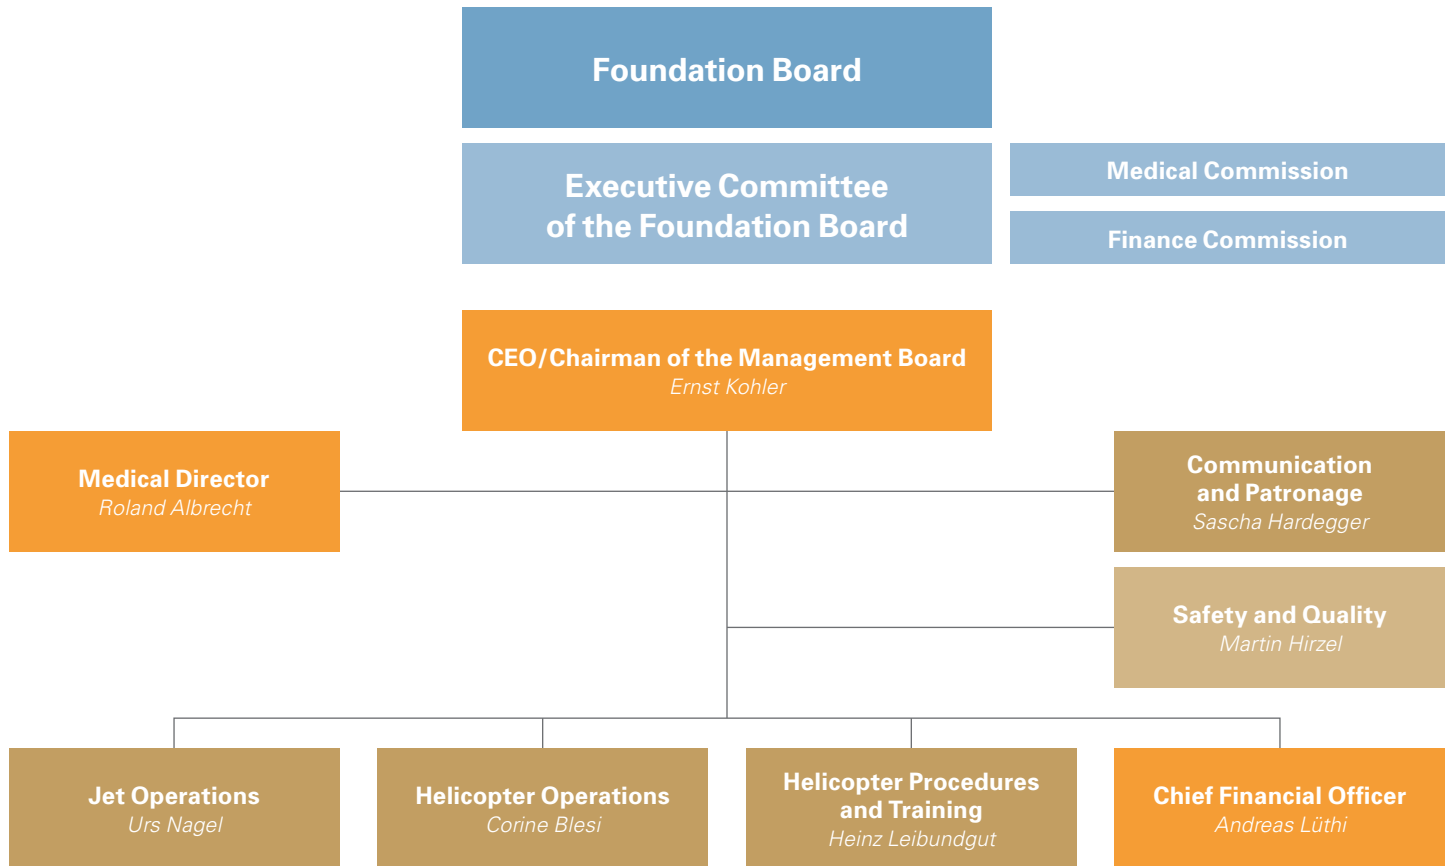 Foundation Board
Executive Committee
of the Foundation Board
Medical Commission
Finance Commission
CEO/Chairman of the Management Board
Ernst Kohler
Medical Director
Roland Albrecht
Communication
and Patronage
Sascha Hardegger
Safety and Quality
Martin Hirzel
Jet Operations
Urs Nagel
Helicopter Operations
Corine Blesi
Helicopter Procedures
and Training
Heinz Leibundgut
Chief Financial Officer
Andreas Lüthi